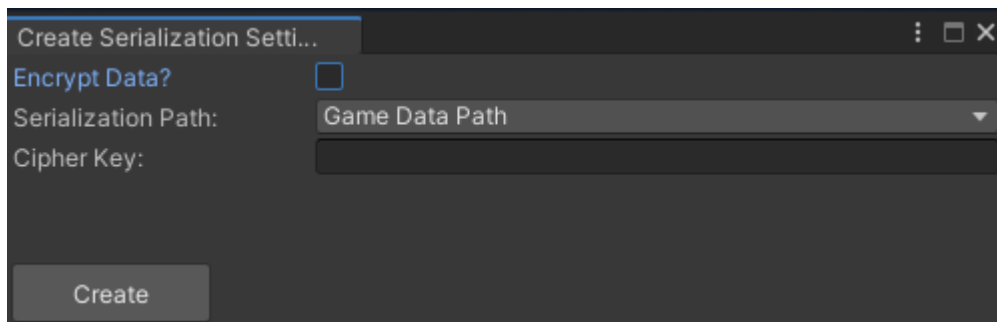 Create Serialization Setti...
Encrypt Data?
Serialization Path: Game Data Path
Cipher Key:
Create